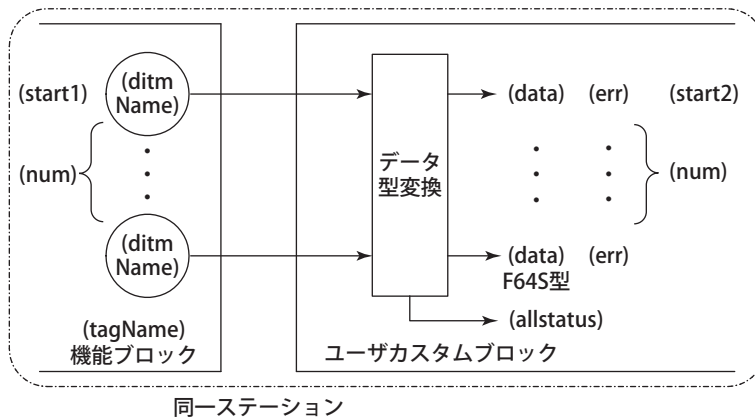 (start1)
(ditm
Name)
(num)
(ditm
Name)
(tagName)
機能ブロック
データ
型変換
(data) (err) (start2)
(num)
(data) (err)
F64S型
(allstatus)
ユーザカスタムブロック
同一ステーション